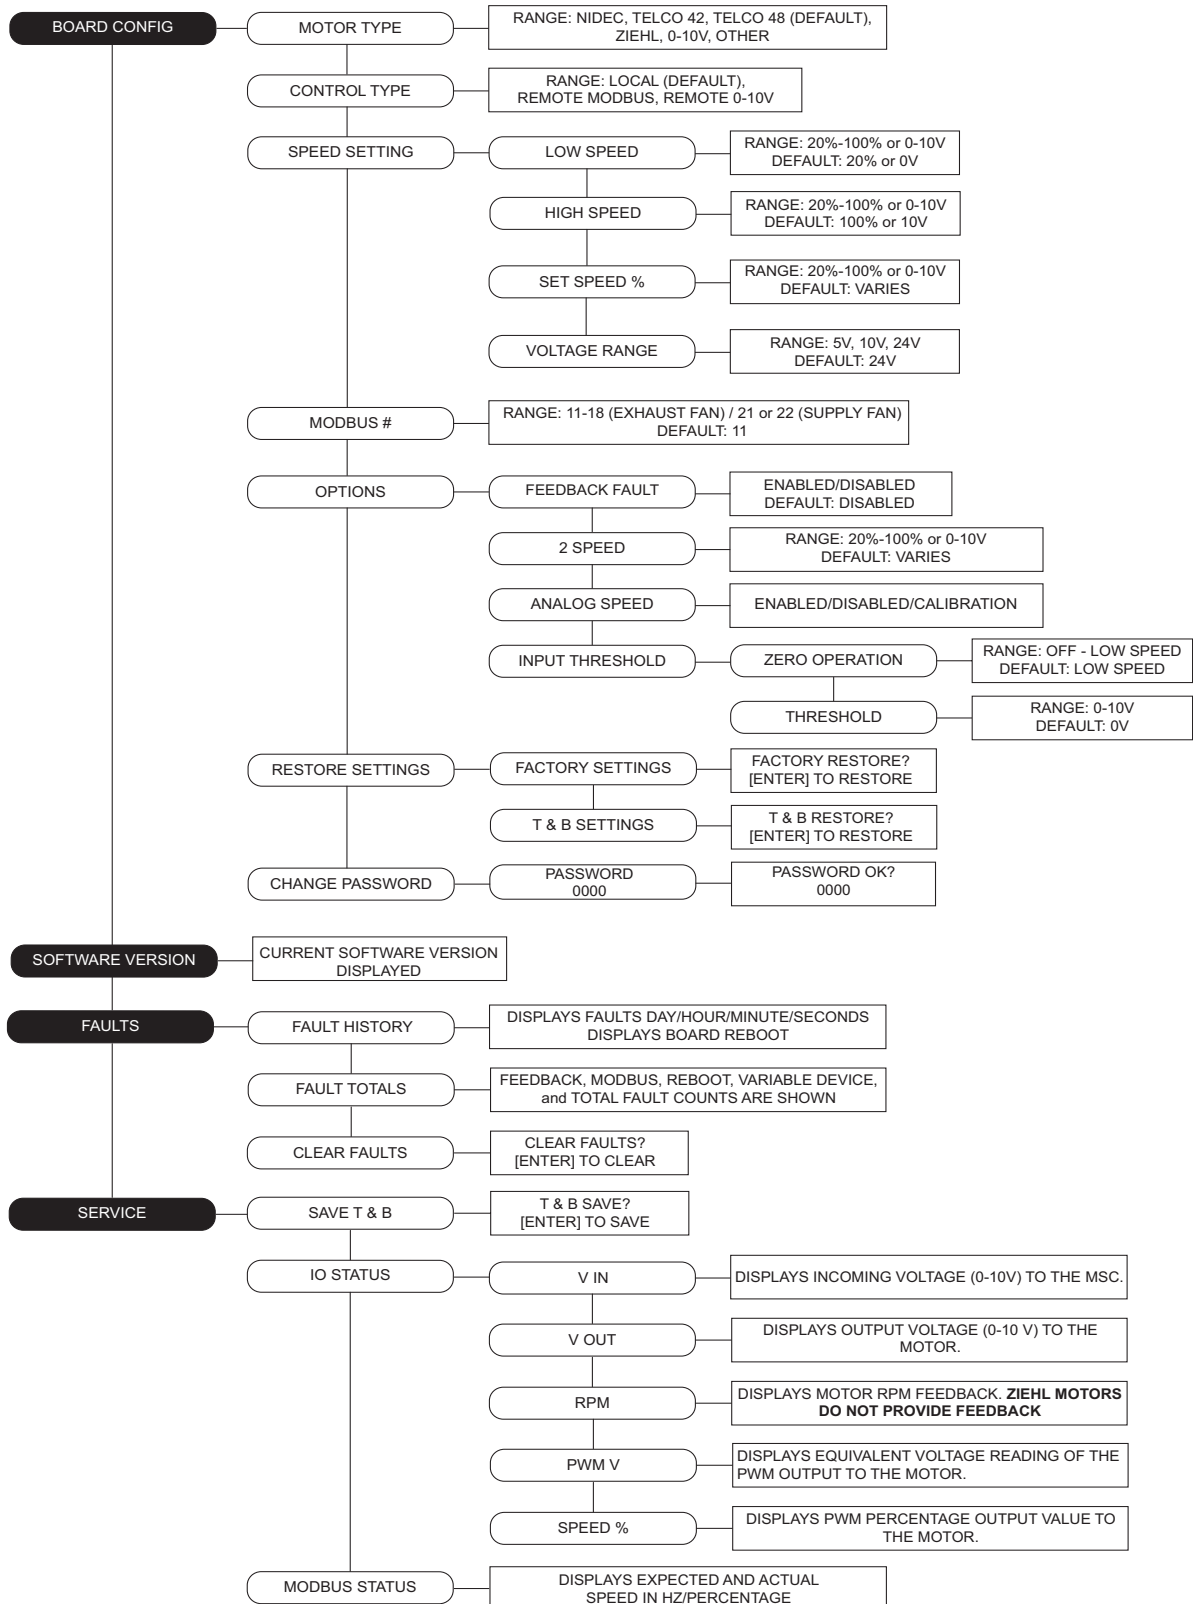 BOARD CONFIG
MOTOR TYPE
RANGE: NIDEC, TELCO 42, TELCO 48 (DEFAULT),
ZIEHL, 0-10V, OTHER
CONTROL TYPE
RANGE: LOCAL (DEFAULT),
REMOTE MODBUS, REMOTE 0-10V
SPEED SETTING
LOW SPEED
RANGE: 20%-100% or 0-10V
DEFAULT: 20% or 0V
HIGH SPEED
RANGE: 20%-100% or 0-10V
DEFAULT: 100% or 10V
SET SPEED %
RANGE: 20%-100% or 0-10V
DEFAULT: VARIES
VOLTAGE RANGE
RANGE: 5V, 10V, 24V
DEFAULT: 24V
MODBUS #
RANGE: 11-18 (EXHAUST FAN) / 21 or 22 (SUPPLY FAN)
DEFAULT: 11
OPTIONS
FEEDBACK FAULT
ENABLED/DISABLED
DEFAULT: DISABLED
2 SPEED
RANGE: 20%-100% or 0-10V
DEFAULT: VARIES
ANALOG SPEED
ENABLED/DISABLED/CALIBRATION
INPUT THRESHOLD
ZERO OPERATION
RANGE: OFF - LOW SPEED
DEFAULT: LOW SPEED
THRESHOLD
RANGE: 0-10V
DEFAULT: 0V
RESTORE SETTINGS
FACTORY SETTINGS
FACTORY RESTORE?
[ENTER] TO RESTORE
T & B SETTINGS
T & B RESTORE?
[ENTER] TO RESTORE
CHANGE PASSWORD
PASSWORD
0000
PASSWORD OK?
0000
SOFTWARE VERSION
CURRENT SOFTWARE VERSION
DISPLAYED
FAULTS
FAULT HISTORY
DISPLAYS FAULTS DAY/HOUR/MINUTE/SECONDS
DISPLAYS BOARD REBOOT
FAULT TOTALS
FEEDBACK, MODBUS, REBOOT, VARIABLE DEVICE,
and TOTAL FAULT COUNTS ARE SHOWN
CLEAR FAULTS
CLEAR FAULTS?
[ENTER] TO CLEAR
SERVICE
SAVE T & B
T & B SAVE?
[ENTER] TO SAVE
IO STATUS
V IN
DISPLAYS INCOMING VOLTAGE (0-10V) TO THE MSC.
V OUT
DISPLAYS OUTPUT VOLTAGE (0-10 V) TO THE
MOTOR.
RPM
DISPLAYS MOTOR RPM FEEDBACK. ZIEHL MOTORS
DO NOT PROVIDE FEEDBACK
PWM V
DISPLAYS EQUIVALENT VOLTAGE READING OF THE
PWM OUTPUT TO THE MOTOR.
SPEED %
DISPLAYS PWM PERCENTAGE OUTPUT VALUE TO
THE MOTOR.
MODBUS STATUS
DISPLAYS EXPECTED AND ACTUAL
SPEED IN HZ/PERCENTAGE